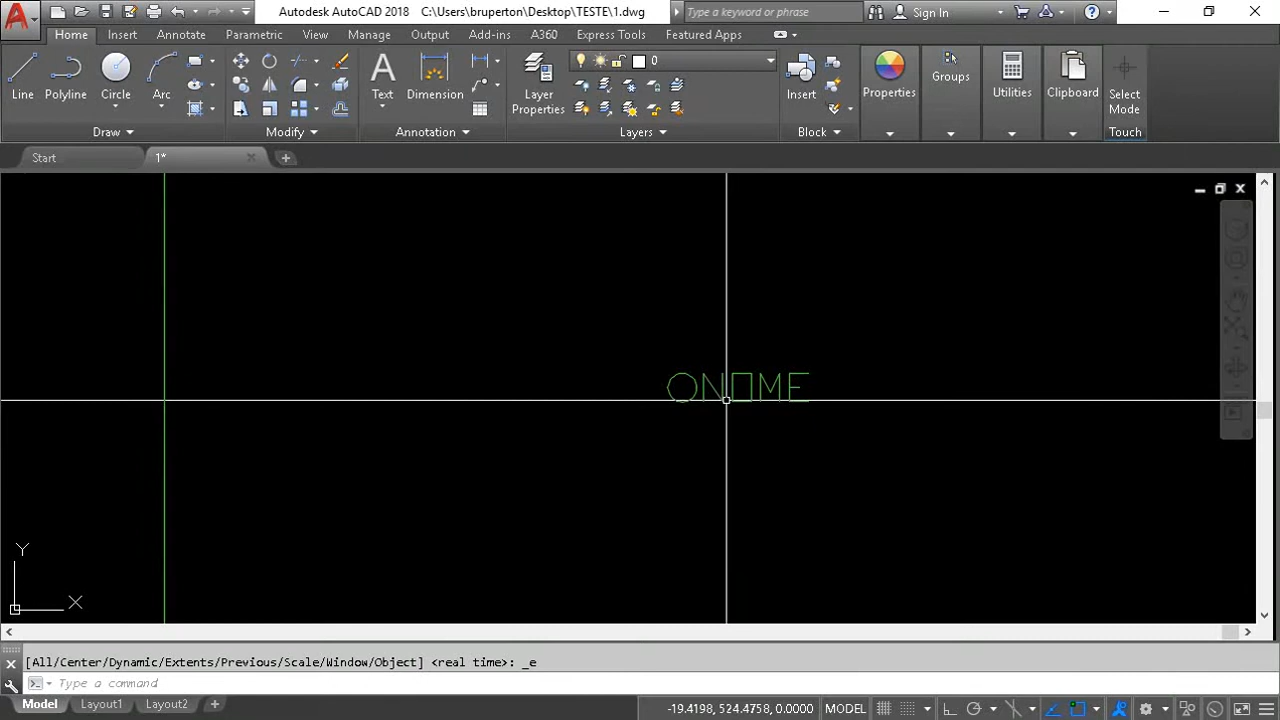 Autodesk AutoCAD 2018 C:\Users\bruperton\Desktop\TESTE\1.dwg Type a keyword or phrase Sign In
Home Insert Annotate Parametric View Manage Output Add-ins A360 Express Tools Featured Apps
0
Line Polyline Circle Arc Text Dimension Layer Properties Insert Properties Groups Utilities Clipboard Select Mode
Draw Modify Annotation Layers Block Touch
Start 1*
ON▯ME
Y
X
[All/Center/Dynamic/Extents/Previous/Scale/Window/Object] <real time>: _e
Type a command
Model Layout1 Layout2 -19.4198, 524.4758, 0.0000 MODEL